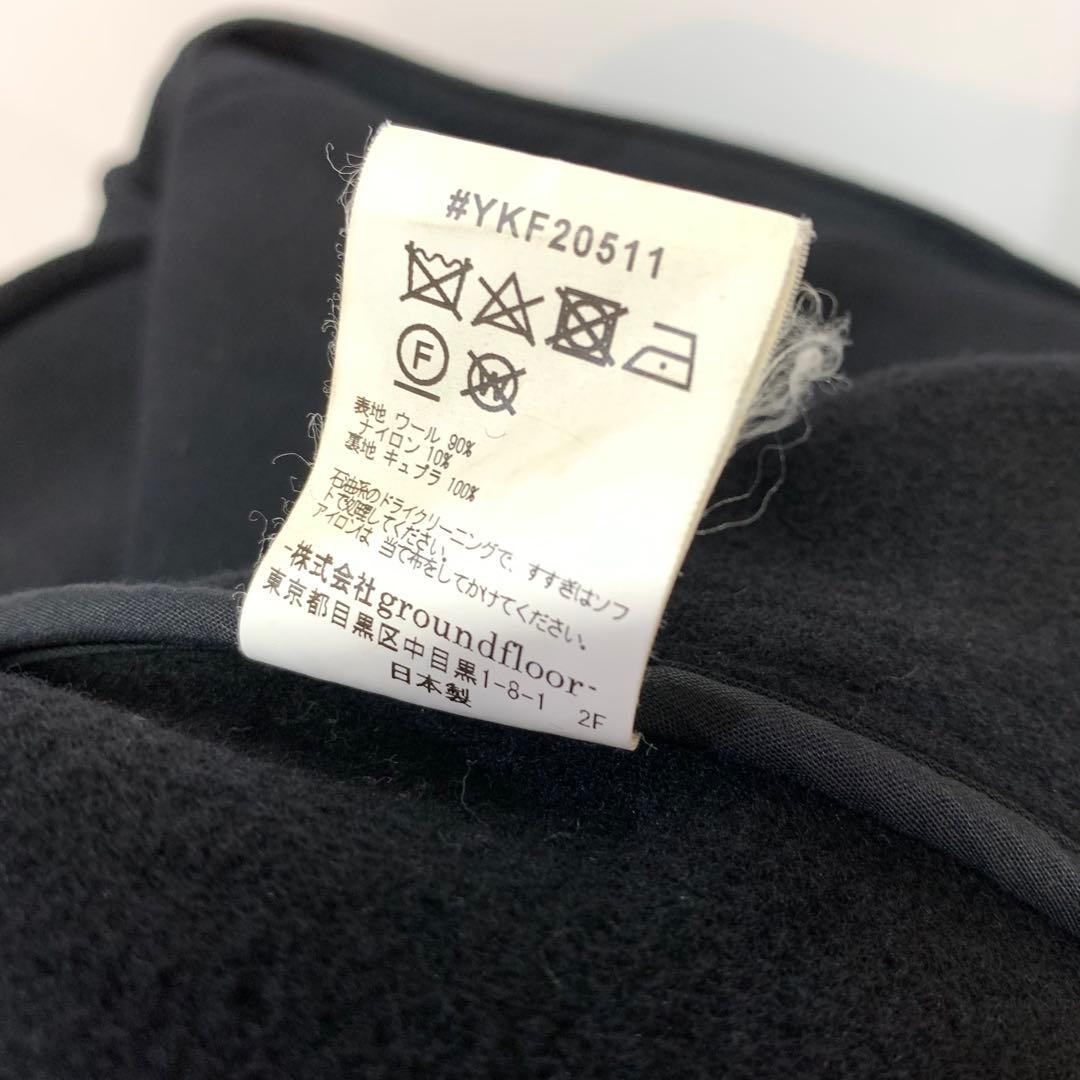 #YKF20511
F
W
表地 ウール 90%
ナイロン 10%
裏地 キュプラ 100%
石油系のドライクリーニングで、すすぎはソフ
トで処理してください。
アイロンは、当て布をしてかけてください。
-株式会社groundfloor-
東京都目黒区中目黒1-8-1 2F
日本製